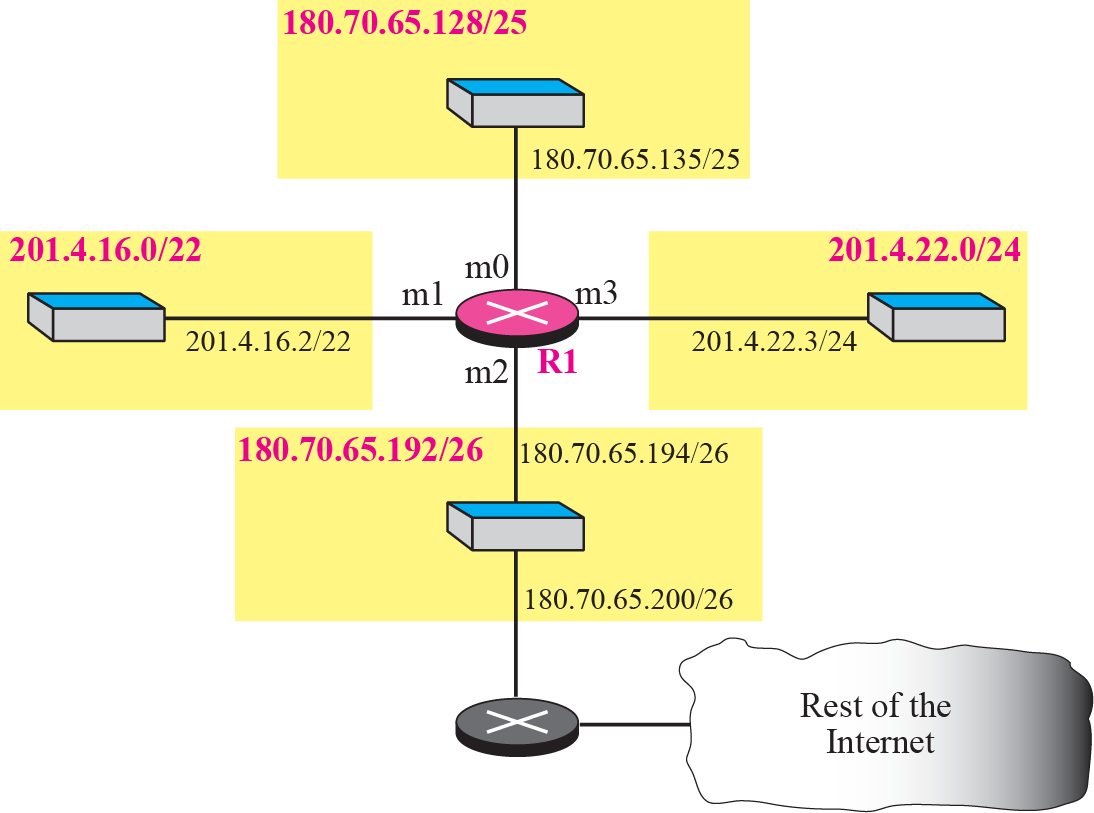 180.70.65.128/25
180.70.65.135/25
201.4.16.0/22
201.4.22.0/24
m0
m1
m3
201.4.16.2/22
201.4.22.3/24
m2
R1
180.70.65.192/26
180.70.65.194/26
180.70.65.200/26
Rest of the
Internet